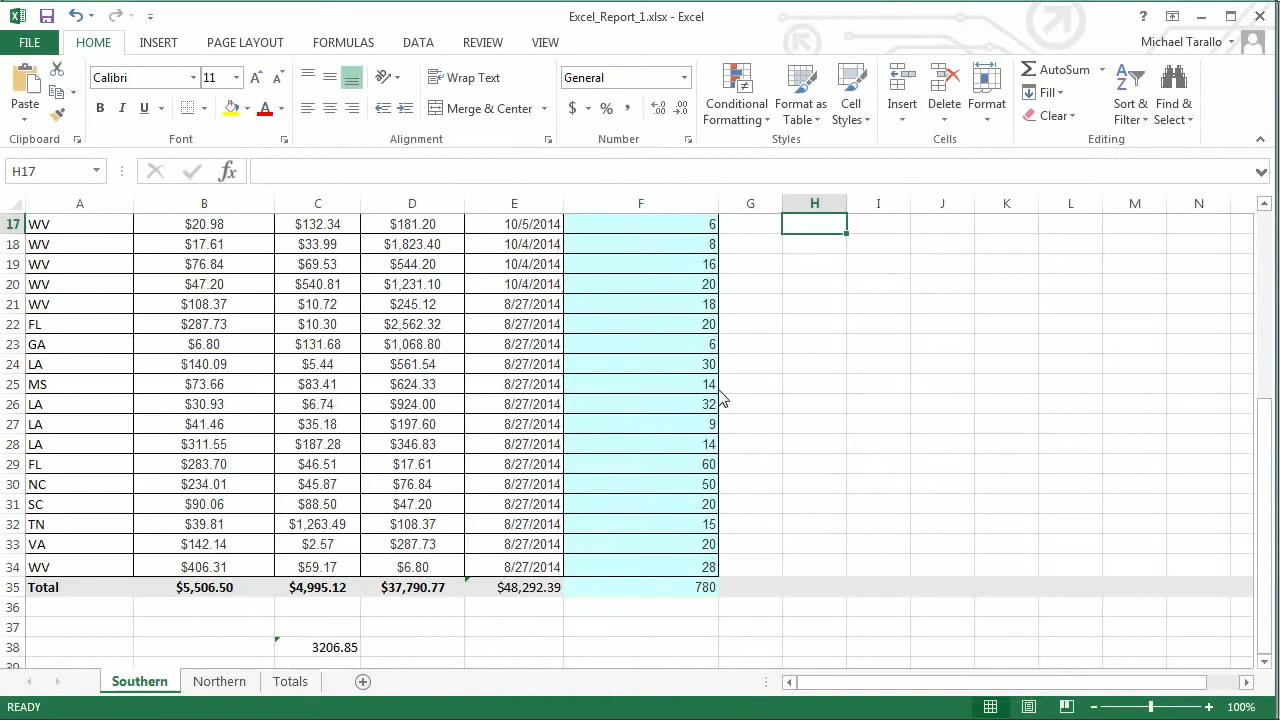 Excel_Report_1.xlsx - Excel
?
FILE HOME INSERT PAGE LAYOUT FORMULAS DATA REVIEW VIEW Michael Tarallo
Paste
Calibri 11
B I U A
Wrap Text
Merge & Center
General
$ % ,
Conditional Formatting
Format as Table
Cell Styles
Insert Delete Format
AutoSum
Fill
Clear
Sort & Filter
Find & Select
Clipboard Font Alignment Number Styles Cells Editing
H17 fx
A B C D E F G H I J K L M N
17 WV $20.98 $132.34 $181.20 10/5/2014 6
18 WV $17.61 $33.99 $1,823.40 10/4/2014 8
19 WV $76.84 $69.53 $544.20 10/4/2014 16
20 WV $47.20 $540.81 $1,231.10 10/4/2014 20
21 WV $108.37 $10.72 $245.12 8/27/2014 18
22 FL $287.73 $10.30 $2,562.32 8/27/2014 20
23 GA $6.80 $131.68 $1,068.80 8/27/2014 6
24 LA $140.09 $5.44 $561.54 8/27/2014 30
25 MS $73.66 $83.41 $624.33 8/27/2014 14
26 LA $30.93 $6.74 $924.00 8/27/2014 32
27 LA $41.46 $35.18 $197.60 8/27/2014 9
28 LA $311.55 $187.28 $346.83 8/27/2014 14
29 FL $283.70 $46.51 $17.61 8/27/2014 60
30 NC $234.01 $45.87 $76.84 8/27/2014 50
31 SC $90.06 $88.50 $47.20 8/27/2014 20
32 TN $39.81 $1,263.49 $108.37 8/27/2014 15
33 VA $142.14 $2.57 $287.73 8/27/2014 20
34 WV $406.31 $59.17 $6.80 8/27/2014 28
35 Total $5,506.50 $4,995.12 $37,790.77 $48,292.39 780
36
37
38 3206.85
Southern Northern Totals
READY 100%